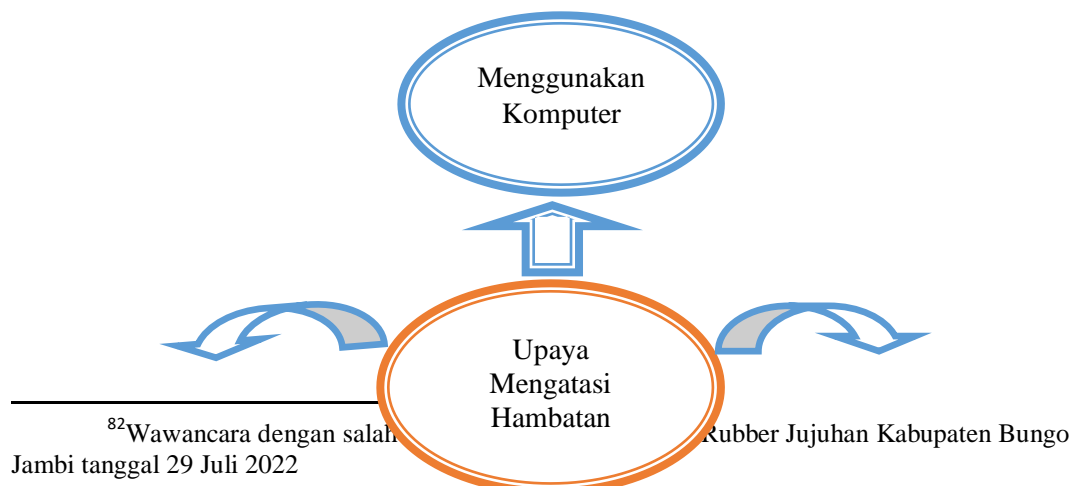 Menggunakan
Komputer
Upaya
Mengatasi
Hambatan
82Wawancara dengan salah Rubber Jujuhan Kabupaten Bungo
Jambi tanggal 29 Juli 2022